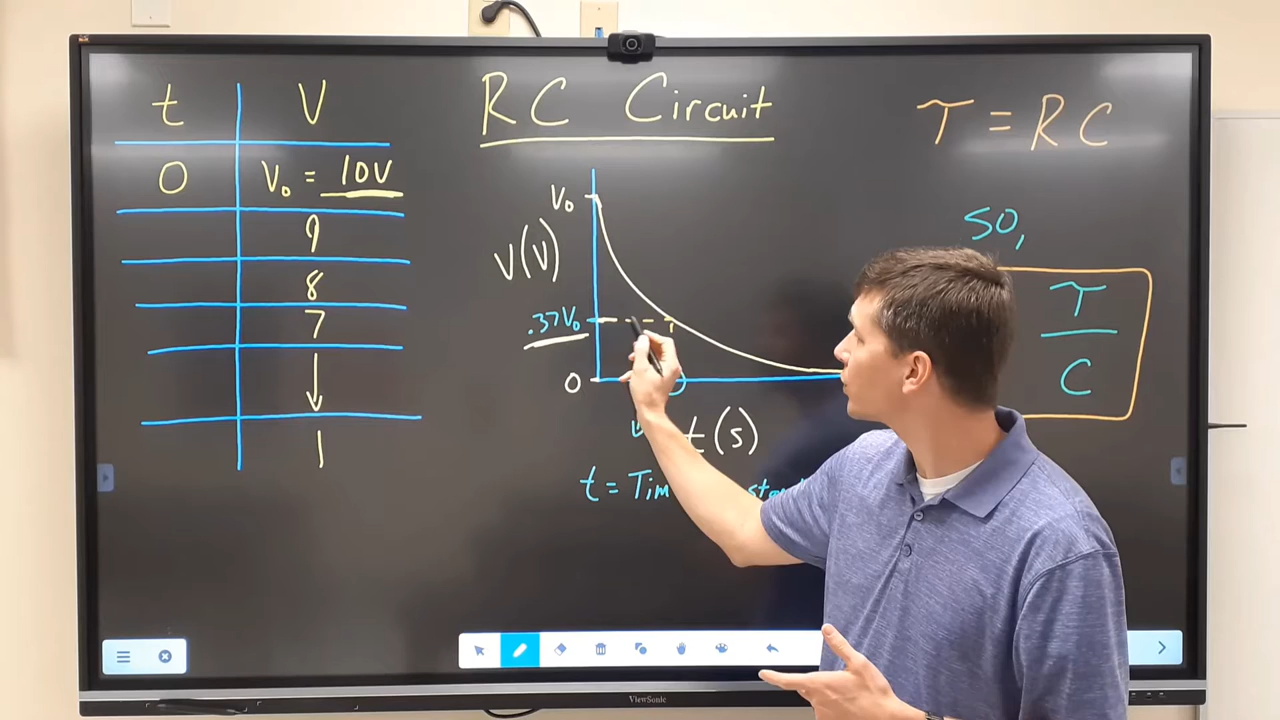 RC Circuit
t V
0 V₀ = 10V
9
8
7
1
V₀
V(V)
.37V₀
0
t(s)
t = Tim
τ = RC
so,
τ
C
ViewSonic